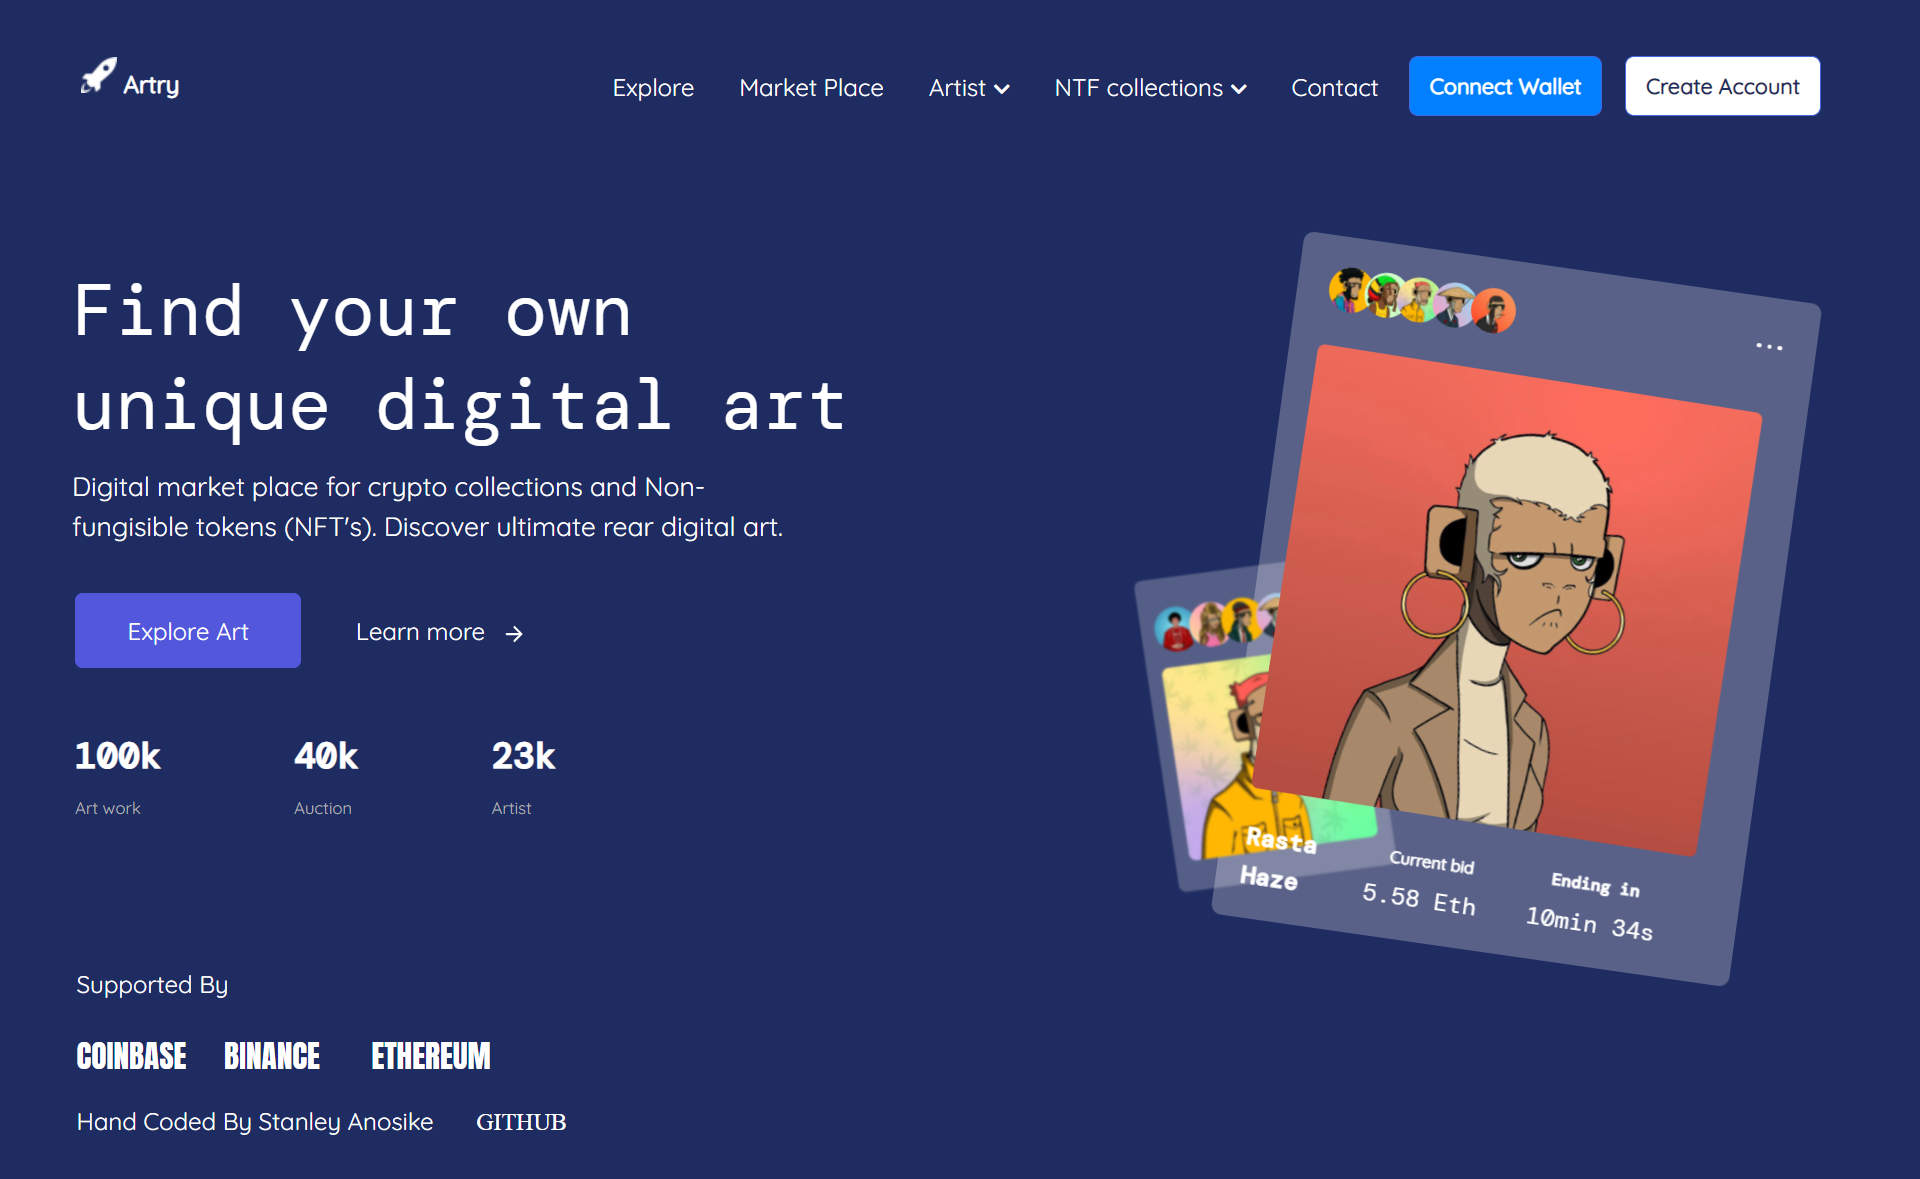 Artry
Explore Market Place Artist NTF collections Contact Connect Wallet Create Account
Find your own
unique digital art
Digital market place for crypto collections and Non-
fungisible tokens (NFT's). Discover ultimate rear digital art.
Explore Art Learn more →
100k 40k 23k
Art work Auction Artist
Rasta
Haze
Current bid
5.58 Eth
Ending in
10min 34s
Supported By
COINBASE BINANCE ETHEREUM
Hand Coded By Stanley Anosike GITHUB